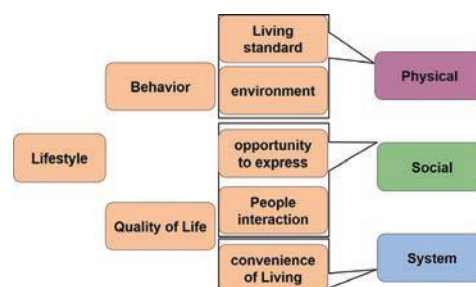 Living
standard
Physical
Behavior
environment
Lifestyle
opportunity
to express
Social
Quality of Life
People
interaction
convenience
of Living
System